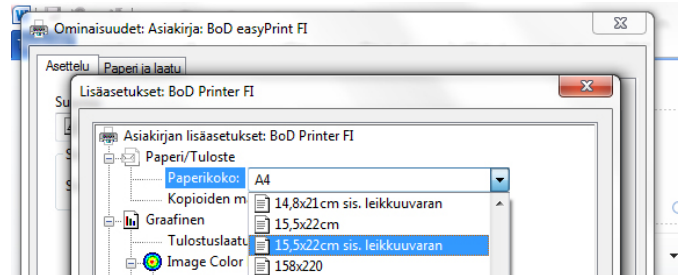 Ominaisuudet: Asiakirja: BoD easyPrint FI
Asettelu Paperi ja laatu
Lisäasetukset: BoD Printer FI
Su
Asiakirjan lisäasetukset: BoD Printer FI
Paperi/Tuloste
Paperikoko: A4
Kopioiden m
14,8x21cm sis. leikkuuvaran
Graafinen
15,5x22cm
Tulostuslaatu
15,5x22cm sis. leikkuuvaran
Image Color
158x220